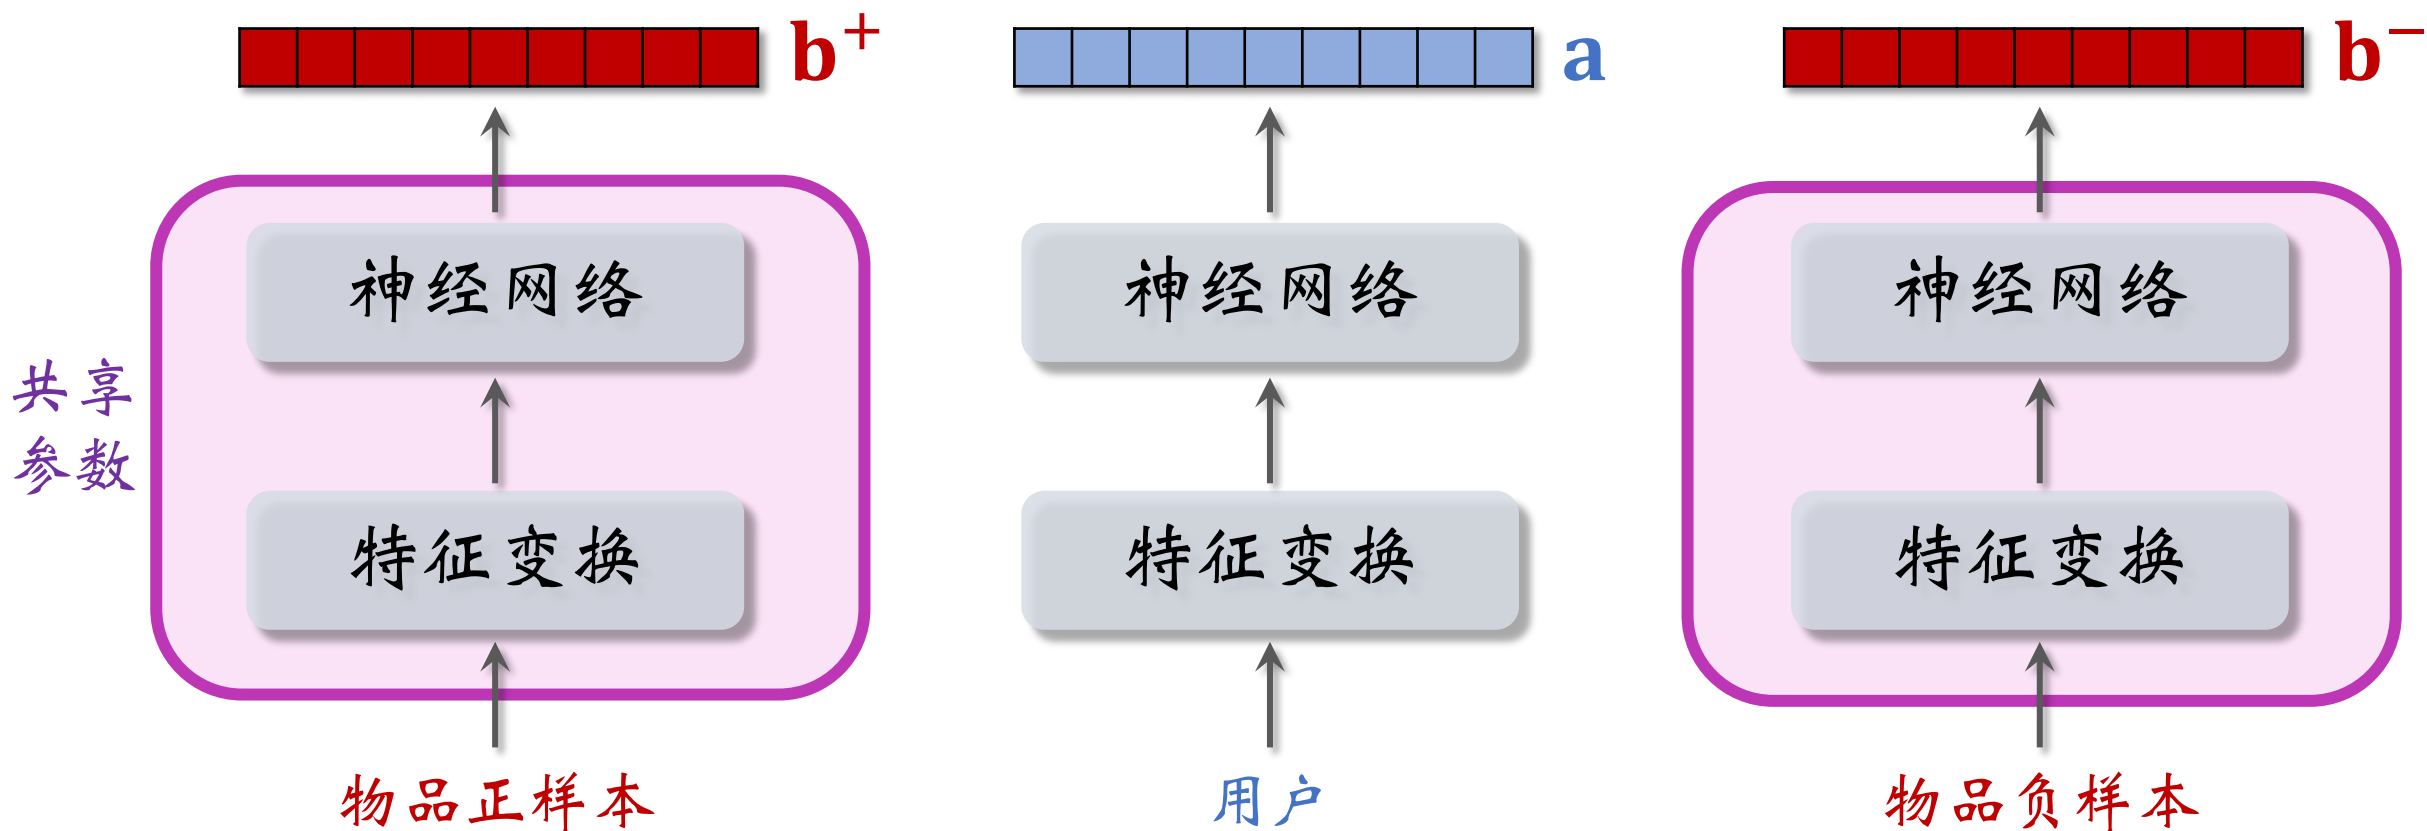 b⁺
a
b⁻
神经网络
神经网络
神经网络
共享
参数
特征变换
特征变换
特征变换
物品正样本
用户
物品负样本